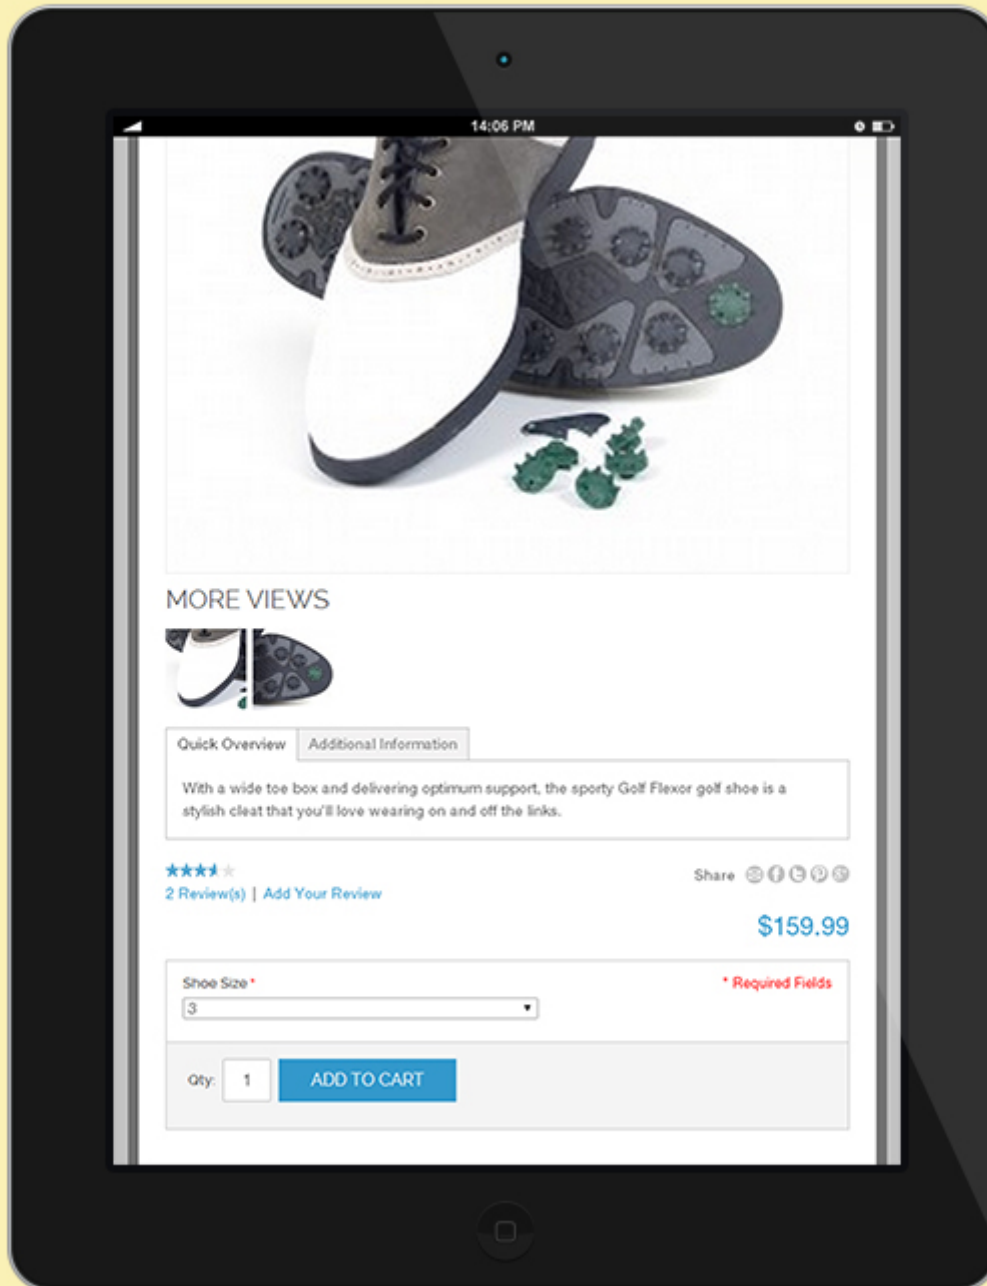 14:06 PM
MORE VIEWS
Quick Overview Additional Information
With a wide toe box and delivering optimum support, the sporty Golf Flexor golf shoe is a
stylish cleat that you'll love wearing on and off the links.
2 Review(s) | Add Your Review
Share
$159.99
Shoe Size *
* Required Fields
3
Qty: 1 ADD TO CART